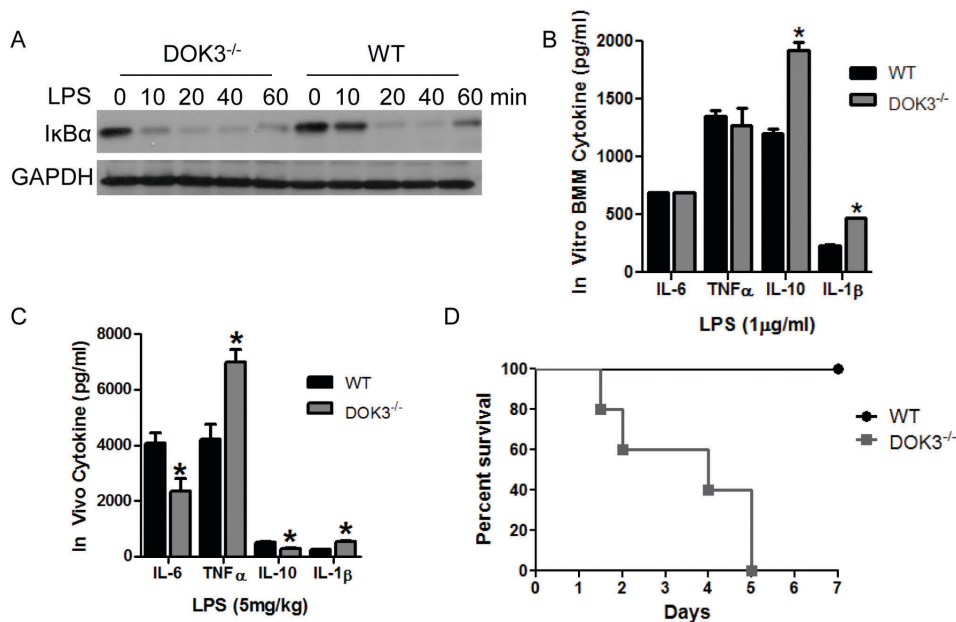 A
DOK3-/- WT
LPS 0 10 20 40 60 0 10 20 40 60 min
IκBα
GAPDH
B
In Vitro BMM Cytokine (pg/ml)
2000
1500
1000
500
0
*
*
WT
DOK3-/-
IL-6 TNFα IL-10 IL-1β
LPS (1μg/ml)
C
In Vivo Cytokine (pg/ml)
8000
6000
4000
2000
0
*
*
*
*
WT
DOK3-/-
IL-6 TNFα IL-10 IL-1β
LPS (5mg/kg)
D
Percent survival
100
80
60
40
20
0
0 1 2 3 4 5 6 7
Days
WT
DOK3-/-